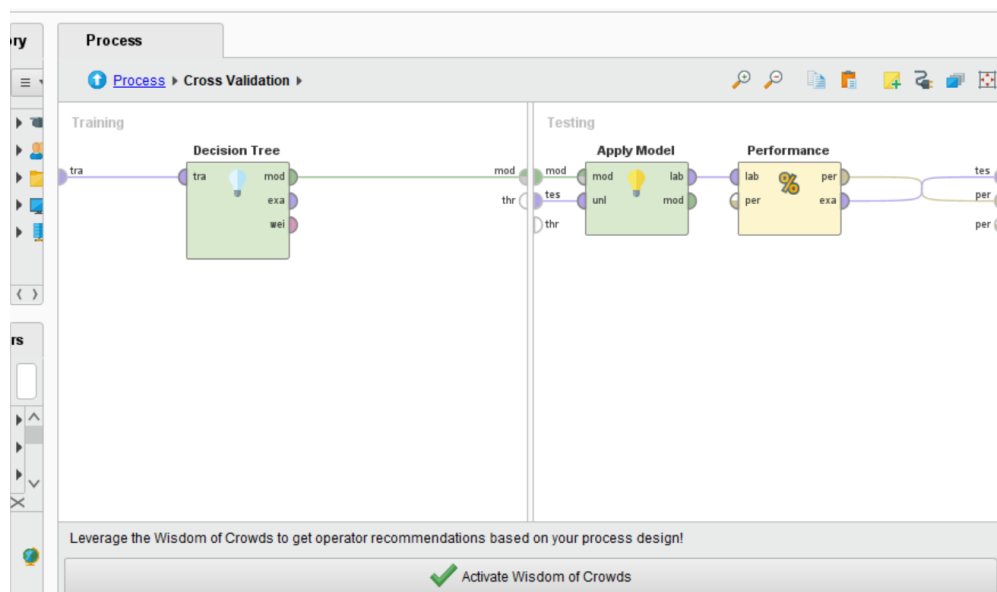 ry
Process
Process
Cross Validation
Training
Testing
Decision Tree
tra
tra
mod
exa
wei
mod
thr
Apply Model
mod
tes
thr
mod
unl
lab
mod
Performance
lab
per
per
exa
tes
per
per
rs
Leverage the Wisdom of Crowds to get operator recommendations based on your process design!
Activate Wisdom of Crowds